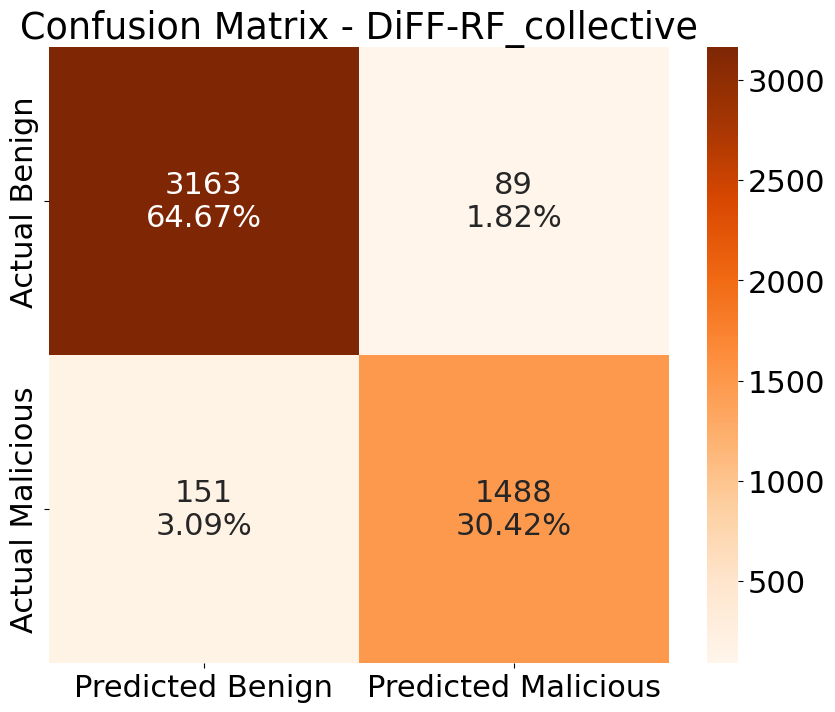 Confusion Matrix - DiFF-RF_collective
Actual Benign
3163
64.67%
89
1.82%
Actual Malicious
151
3.09%
1488
30.42%
Predicted Benign
Predicted Malicious
3000
2500
2000
1500
1000
500